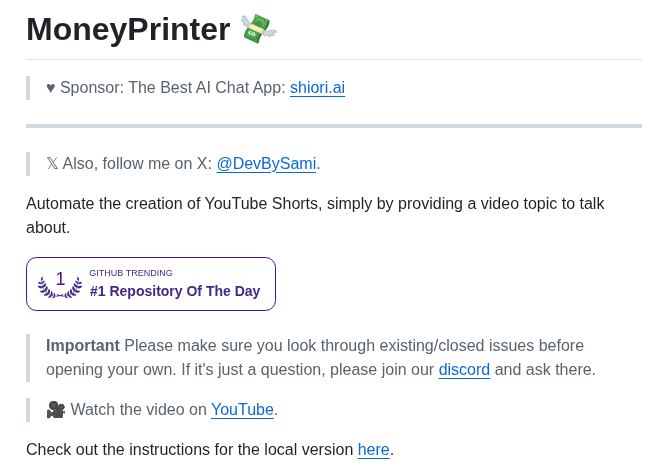 MoneyPrinter 💸
♥ Sponsor: The Best AI Chat App: shiori.ai
𝕏 Also, follow me on X: @DevBySami.
Automate the creation of YouTube Shorts, simply by providing a video topic to talk
about.
1
GITHUB TRENDING
#1 Repository Of The Day
Important Please make sure you look through existing/closed issues before
opening your own. If it's just a question, please join our discord and ask there.
🎥 Watch the video on YouTube.
Check out the instructions for the local version here.